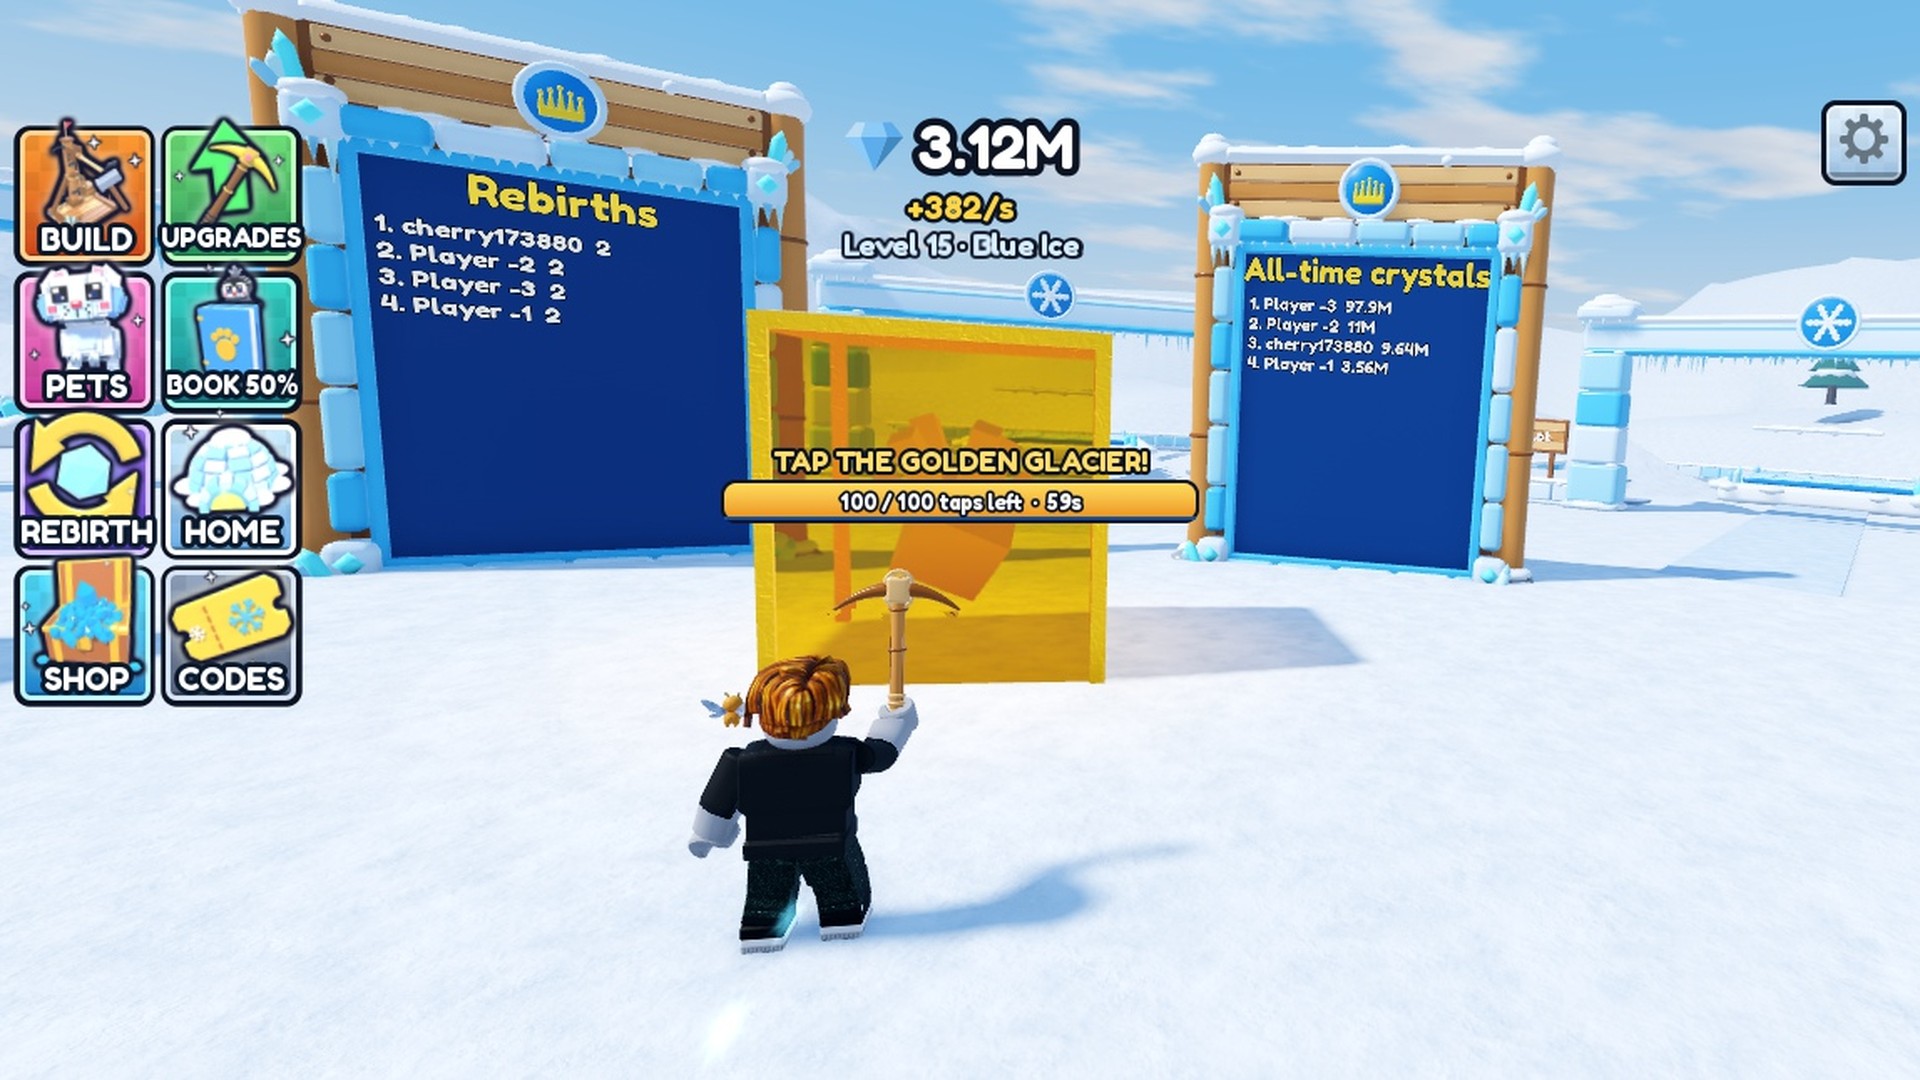 BUILD
UPGRADES
PETS
BOOK 50%
REBIRTH
HOME
SHOP
CODES
Rebirths
1. cherry173880 2
2. Player -2 2
3. Player -3 2
4. Player -1 2
3.12M
+382/s
Level 15 · Blue Ice
TAP THE GOLDEN GLACIER!
100 / 100 taps left · 59s
All-time crystals
1. Player -3 97.9M
2. Player -2 11M
3. cherry173880 9.64M
4. Player -1 3.56M